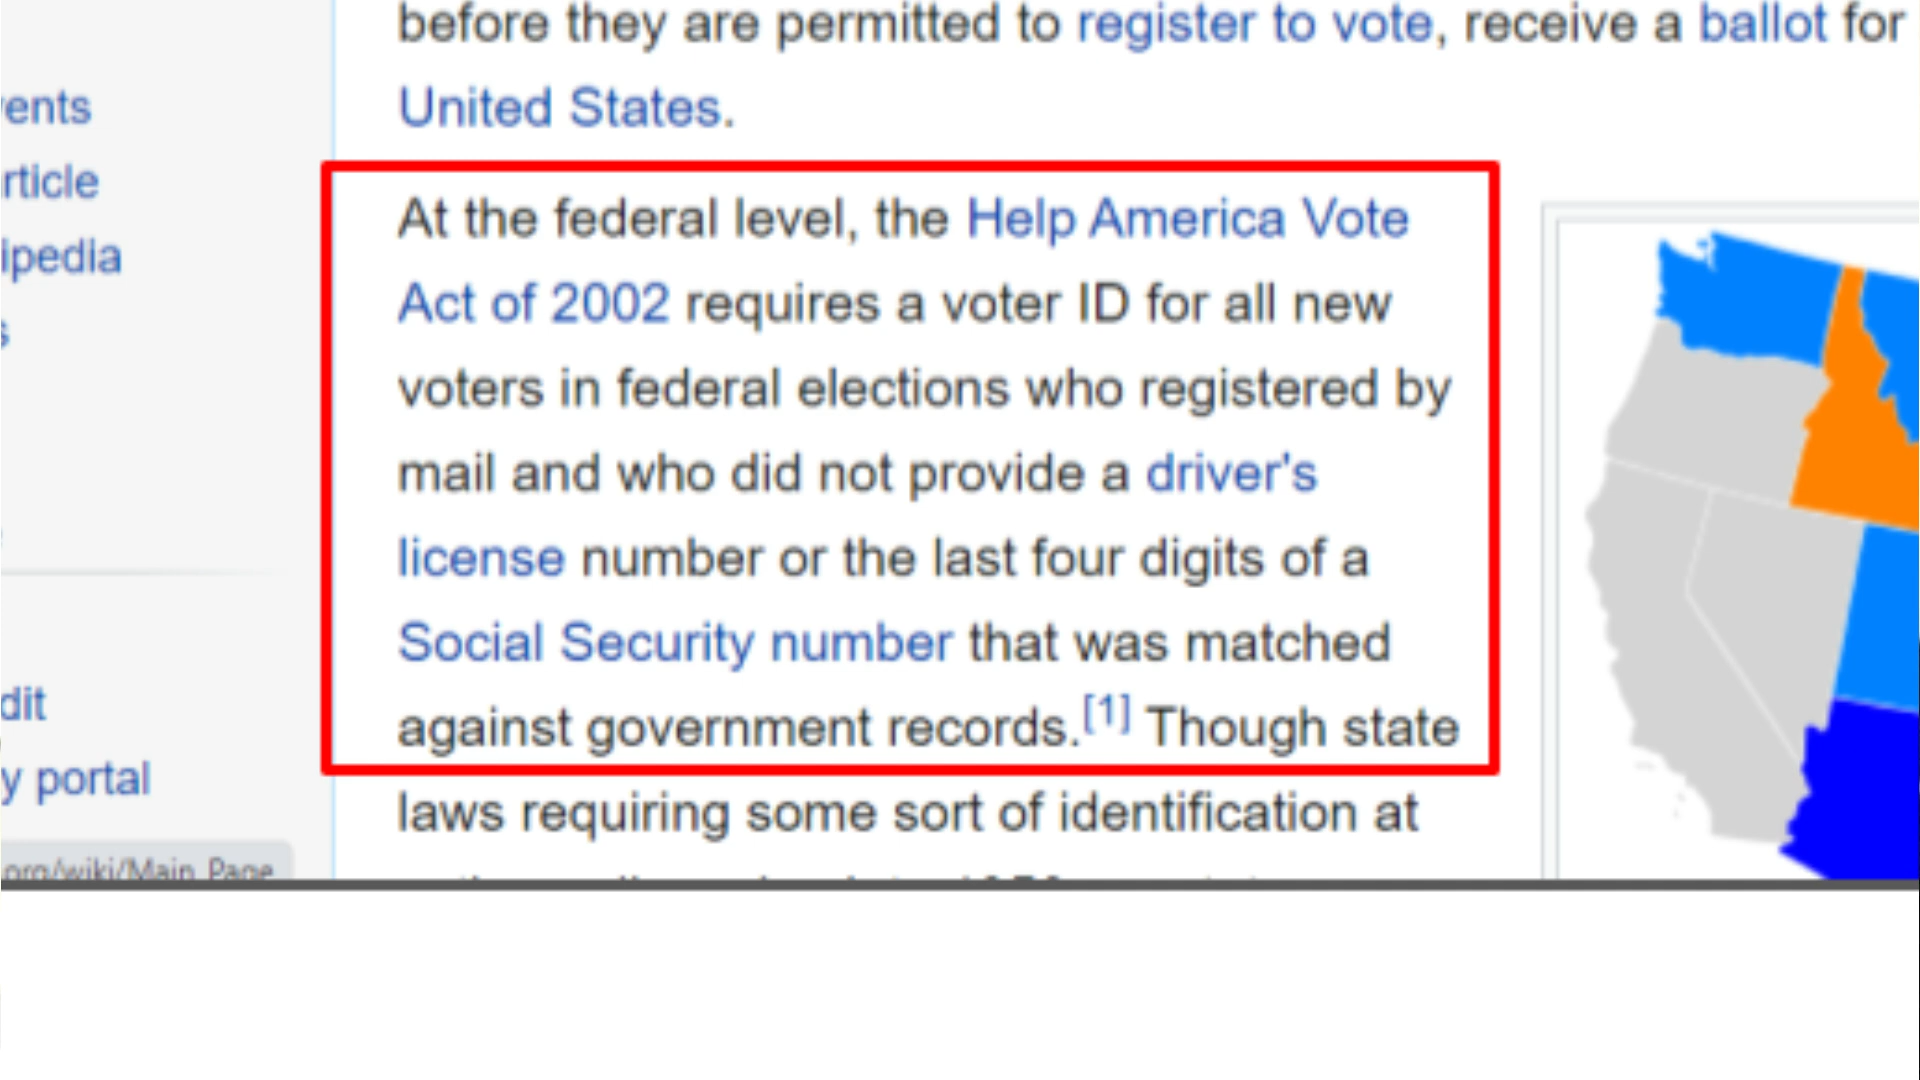 before they are permitted to register to vote, receive a ballot for
United States.
ents
rticle
ipedia
At the federal level, the Help America Vote
Act of 2002 requires a voter ID for all new
voters in federal elections who registered by
mail and who did not provide a driver's
license number or the last four digits of a
Social Security number that was matched
against government records.[1] Though state
laws requiring some sort of identification at
dit
y portal
org/wiki/Main_Page